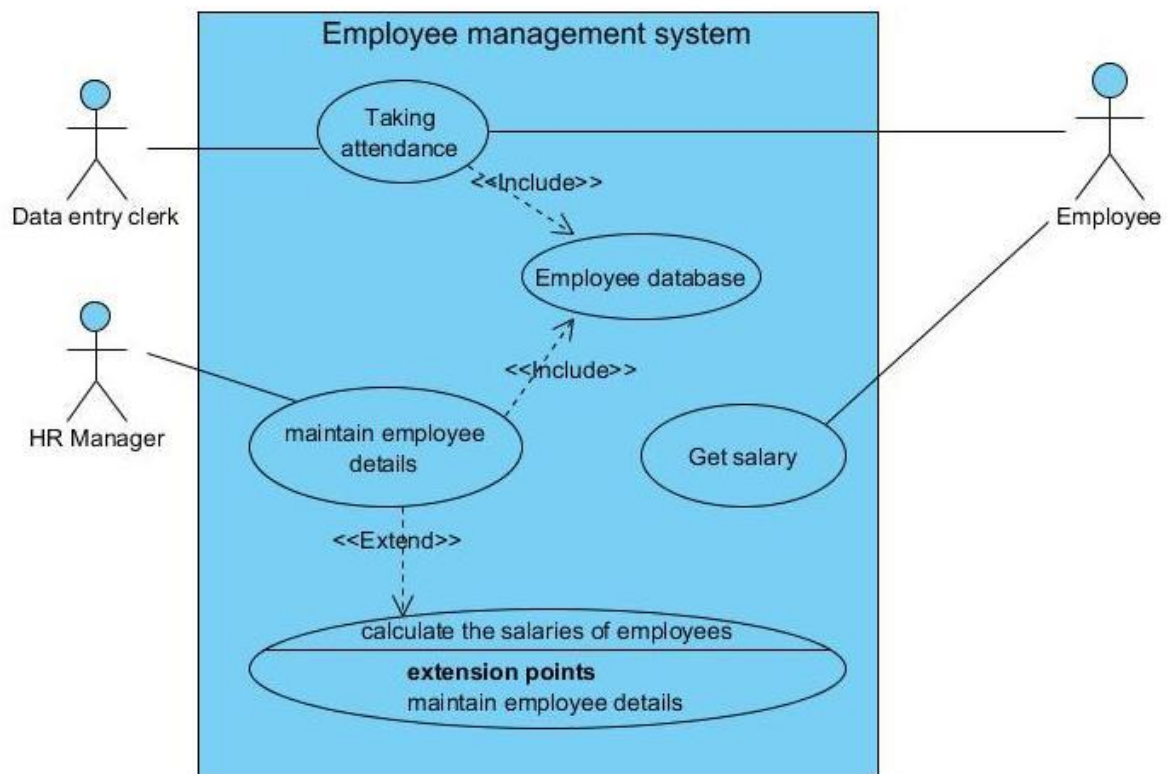 Employee management system
Taking
attendance
Data entry clerk
<<Include>>
Employee
Employee database
<<Include>>
HR Manager
maintain employee
details
Get salary
<<Extend>>
calculate the salaries of employees
extension points
maintain employee details